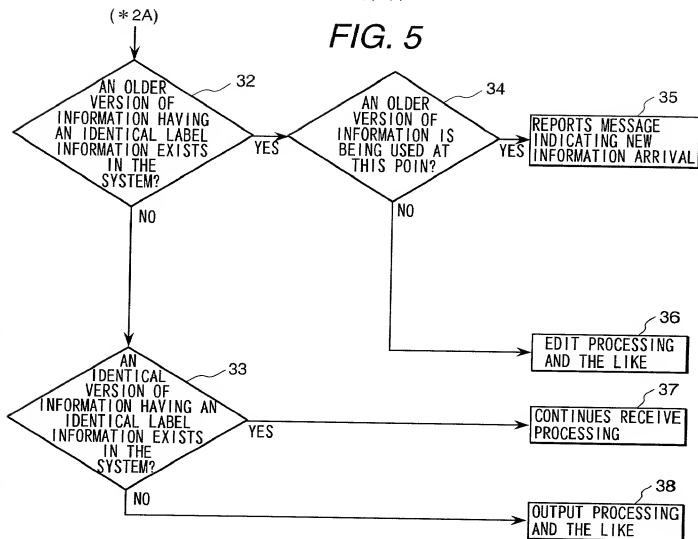 (*2A)
FIG. 5
32
AN OLDER
VERSION OF
INFORMATION HAVING
AN IDENTICAL LABEL
INFORMATION EXISTS
IN THE
SYSTEM?
YES
NO
34
AN OLDER
VERSION OF
INFORMATION IS
BEING USED AT
THIS POIN?
YES
NO
35
REPORTS MESSAGE
INDICATING NEW
INFORMATION ARRIVAL
36
EDIT PROCESSING
AND THE LIKE
33
AN
IDENTICAL
VERSION OF
INFORMATION HAVING AN
IDENTICAL LABEL
INFORMATION EXISTS
IN THE
SYSTEM?
YES
NO
37
CONTINUES RECEIVE
PROCESSING
38
OUTPUT PROCESSING
AND THE LIKE